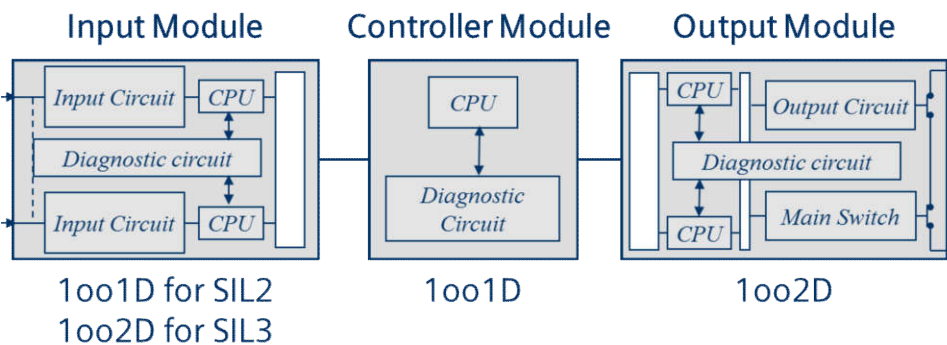 Input Module
Controller Module
Output Module
Input Circuit
CPU
Diagnostic circuit
Input Circuit
CPU
CPU
Diagnostic
Circuit
CPU
Output Circuit
Diagnostic circuit
CPU
Main Switch
1oo1D for SIL2
1oo2D for SIL3
1oo1D
1oo2D